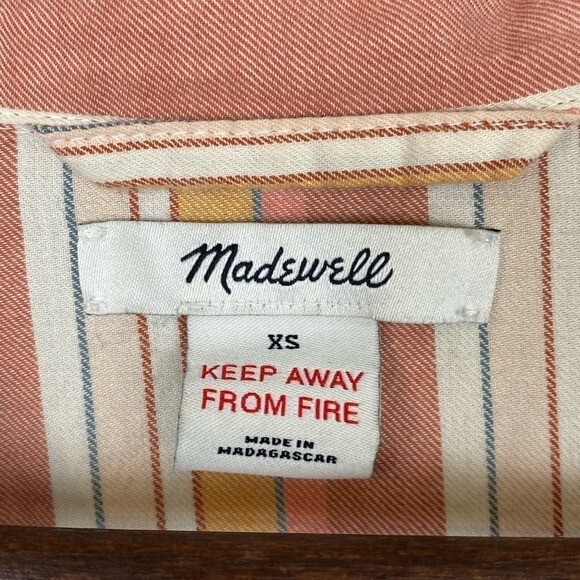 Madewell
XS
KEEP AWAY
FROM FIRE
MADE IN
MADAGASCAR